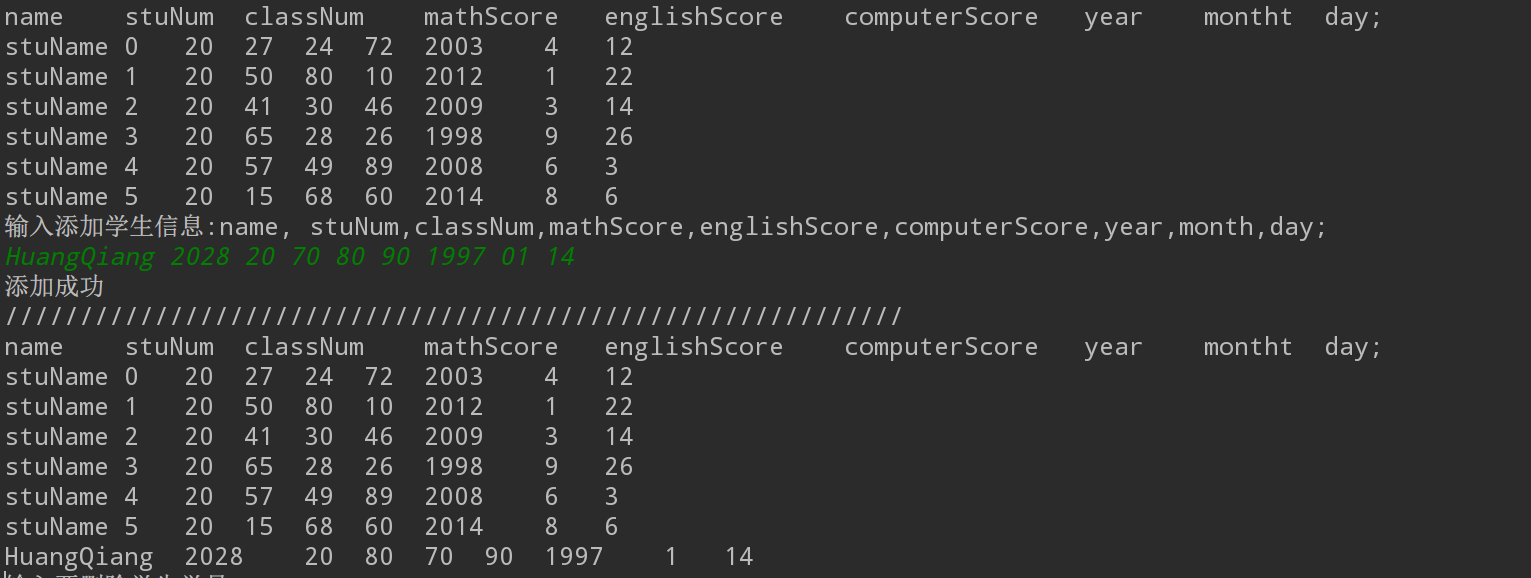 name stuNum classNum mathScore englishScore computerScore year montht day;
stuName 0 20 27 24 72 2003 4 12
stuName 1 20 50 80 10 2012 1 22
stuName 2 20 41 30 46 2009 3 14
stuName 3 20 65 28 26 1998 9 26
stuName 4 20 57 49 89 2008 6 3
stuName 5 20 15 68 60 2014 8 6
输入添加学生信息:name, stuNum,classNum,mathScore,englishScore,computerScore,year,month,day;
HuangQiang 2028 20 70 80 90 1997 01 14
添加成功
////////////////////////////////////////////////////////////
name stuNum classNum mathScore englishScore computerScore year montht day;
stuName 0 20 27 24 72 2003 4 12
stuName 1 20 50 80 10 2012 1 22
stuName 2 20 41 30 46 2009 3 14
stuName 3 20 65 28 26 1998 9 26
stuName 4 20 57 49 89 2008 6 3
stuName 5 20 15 68 60 2014 8 6
HuangQiang 2028 20 80 70 90 1997 1 14